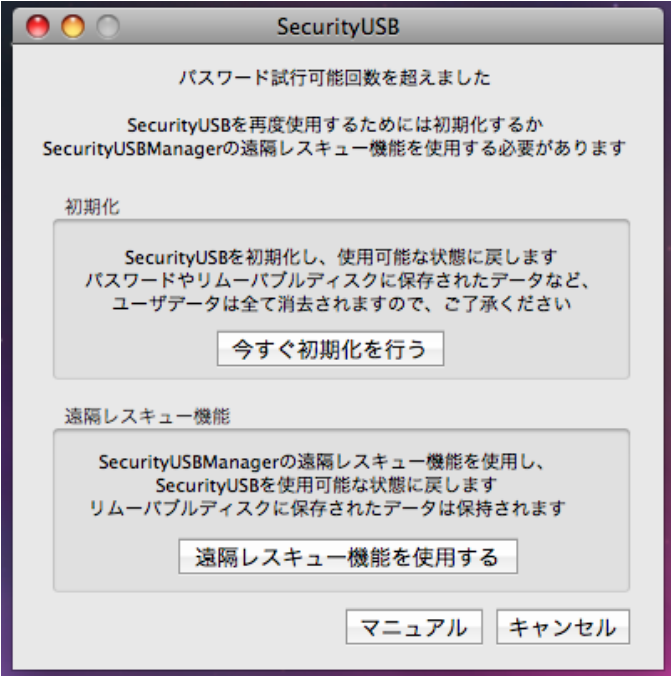 SecurityUSB
パスワード試行可能回数を超えました
SecurityUSBを再度使用するためには初期化するか
SecurityUSBManagerの遠隔レスキュー機能を使用する必要があります
初期化
SecurityUSBを初期化し、使用可能な状態に戻します
パスワードやリムーバブルディスクに保存されたデータなど、
ユーザデータは全て消去されますので、ご了承ください
今すぐ初期化を行う
遠隔レスキュー機能
SecurityUSBManagerの遠隔レスキュー機能を使用し、
SecurityUSBを使用可能な状態に戻します
リムーバブルディスクに保存されたデータは保持されます
遠隔レスキュー機能を使用する
マニュアル キャンセル